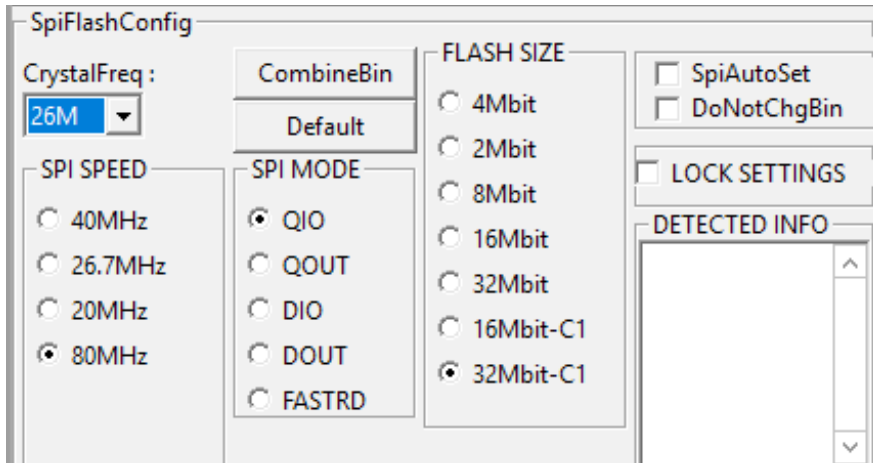 SpiFlashConfig
CrystalFreq :
26M
CombineBin
Default
SPI SPEED
40MHz
26.7MHz
20MHz
80MHz
SPI MODE
QIO
QOUT
DIO
DOUT
FASTRD
FLASH SIZE
4Mbit
2Mbit
8Mbit
16Mbit
32Mbit
16Mbit-C1
32Mbit-C1
SpiAutoSet
DoNotChgBin
LOCK SETTINGS
DETECTED INFO